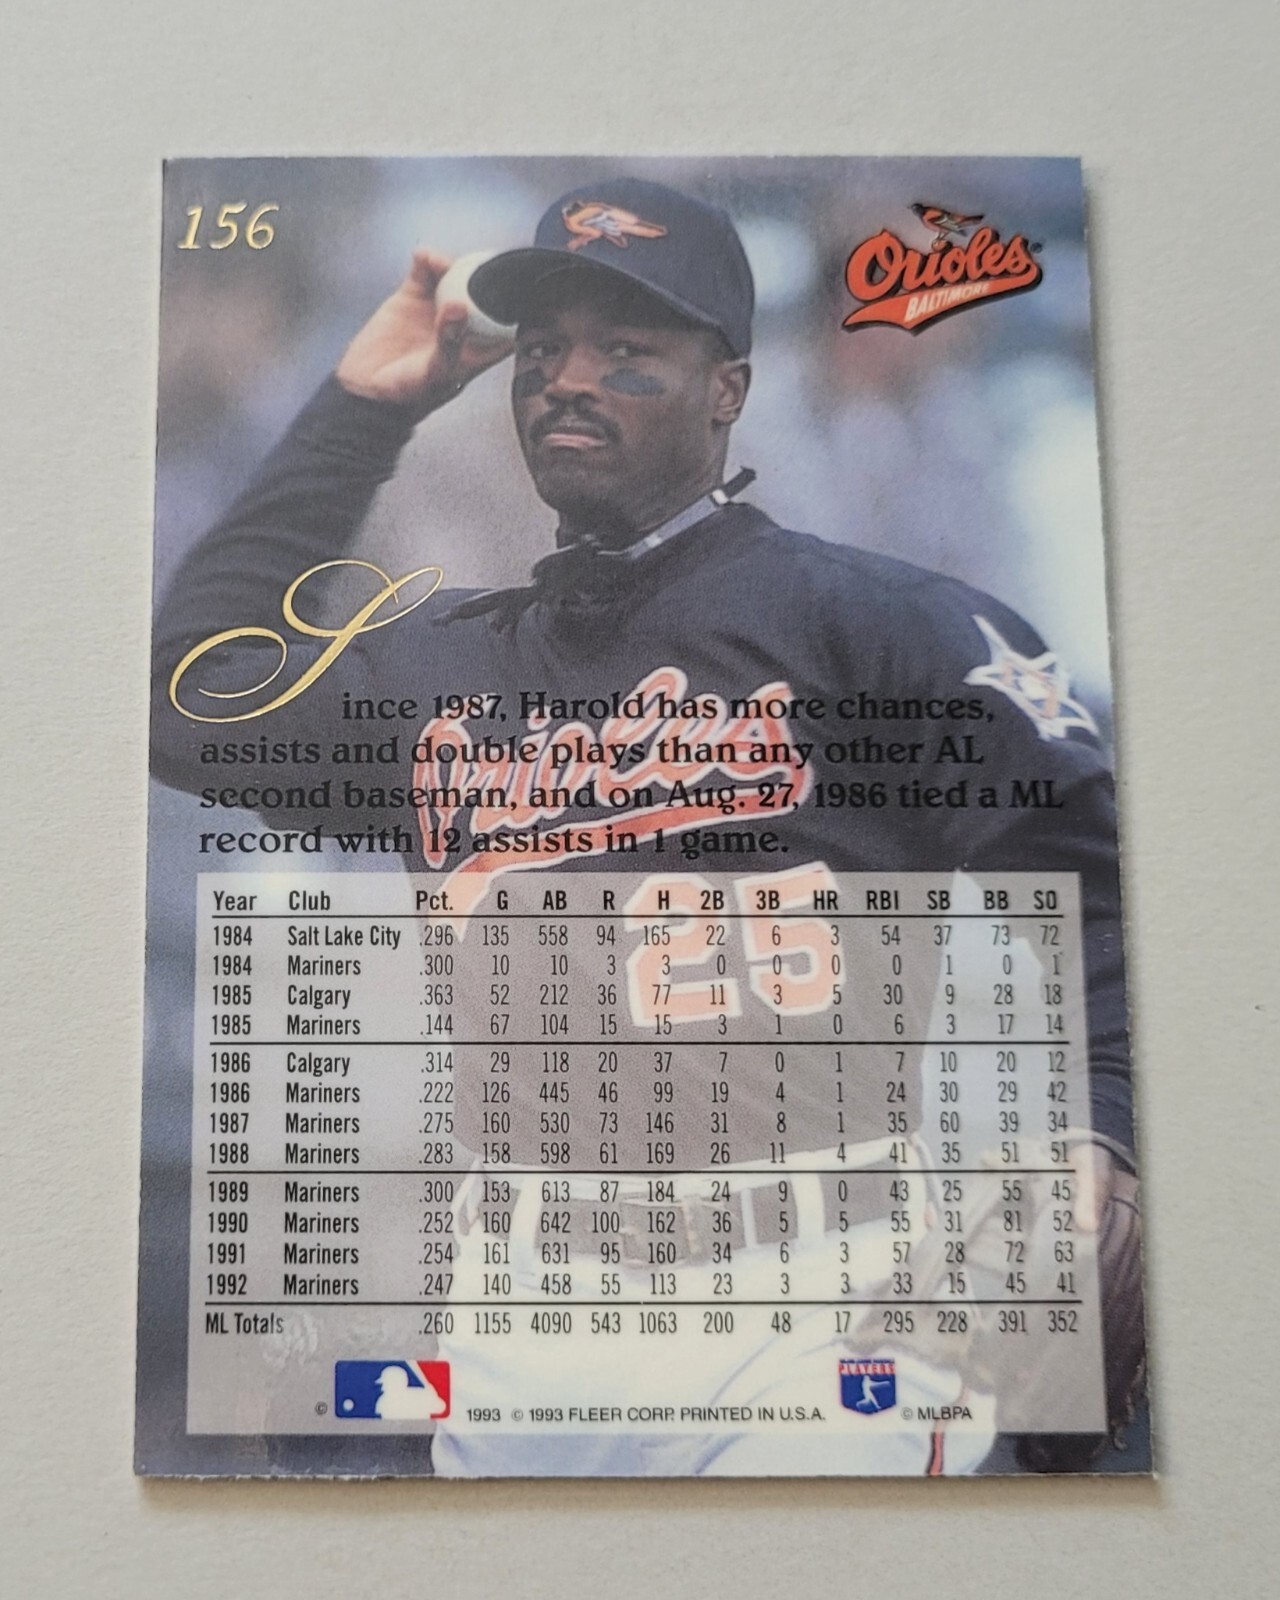 156
Orioles
BALTIMORE
Since 1987, Harold has more chances,
assists and double plays than any other AL
second baseman, and on Aug. 27, 1986 tied a ML
record with 12 assists in 1 game.
Orioles
25
Year Club Pct. G AB R H 2B 3B HR RBI SB BB SO
1984 Salt Lake City .296 135 558 94 165 22 6 3 54 37 73 72
1984 Mariners .300 10 10 3 3 0 0 0 0 1 0 1
1985 Calgary .363 52 212 36 77 11 3 5 30 9 28 18
1985 Mariners .144 67 104 15 15 3 1 0 6 3 17 14
1986 Calgary .314 29 118 20 37 7 0 1 7 10 20 12
1986 Mariners .222 126 445 46 99 19 4 1 24 30 29 42
1987 Mariners .275 160 530 73 146 31 8 1 35 60 39 34
1988 Mariners .283 158 598 61 169 26 11 4 41 35 51 51
1989 Mariners .300 153 613 87 184 24 9 0 43 25 55 45
1990 Mariners .252 160 642 100 162 36 5 5 55 31 81 52
1991 Mariners .254 161 631 95 160 34 6 3 57 28 72 63
1992 Mariners .247 140 458 55 113 23 3 3 33 15 45 41
ML Totals .260 1155 4090 543 1063 200 48 17 295 228 391 352
© 1993 © 1993 FLEER CORP. PRINTED IN U.S.A. PLAYERS © MLBPA